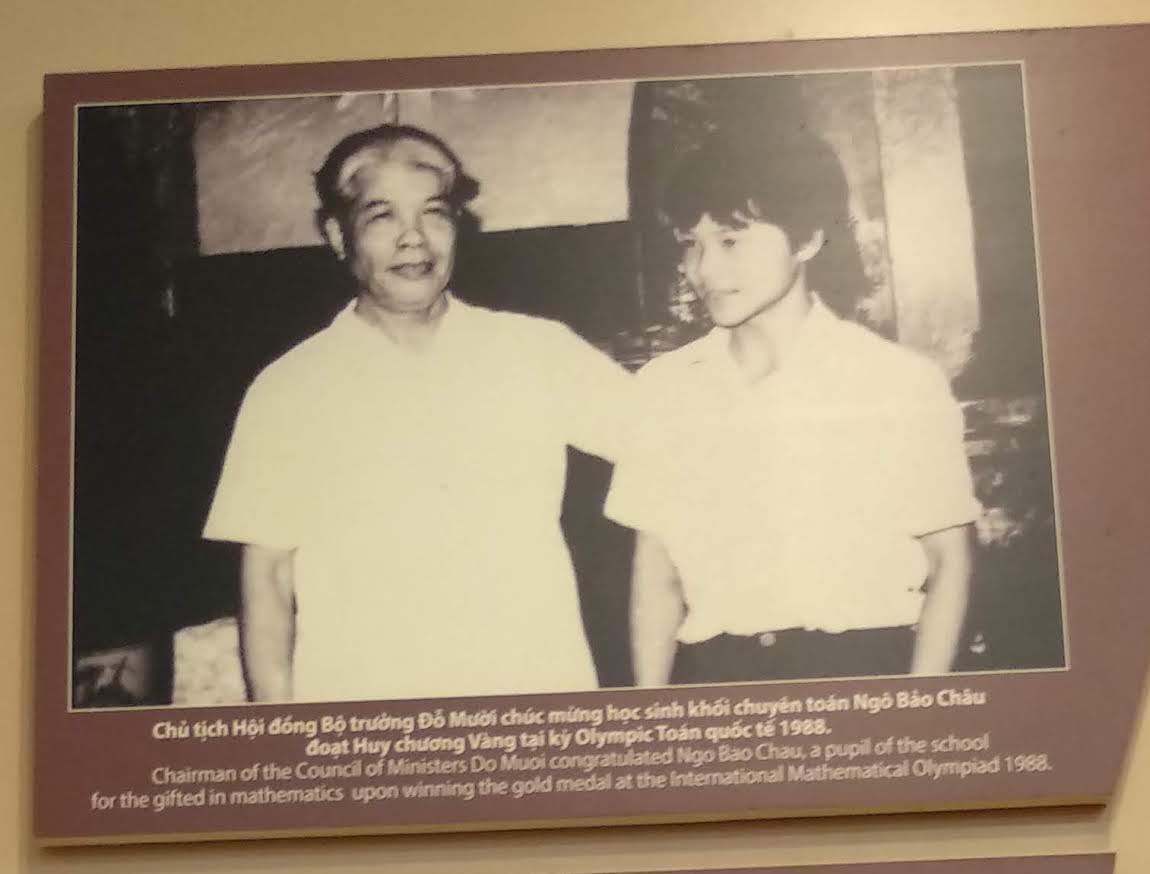 Chủ tịch Hội đồng Bộ trưởng Đỗ Mười chúc mừng học sinh khối chuyên toán Ngô Bảo Châu
đoạt Huy chương Vàng tại kỳ Olympic Toán quốc tế 1988.
Chairman of the Council of Ministers Do Muoi congratulated Ngo Bao Chau, a pupil of the school
for the gifted in mathematics upon winning the gold medal at the International Mathematical Olympiad 1988.